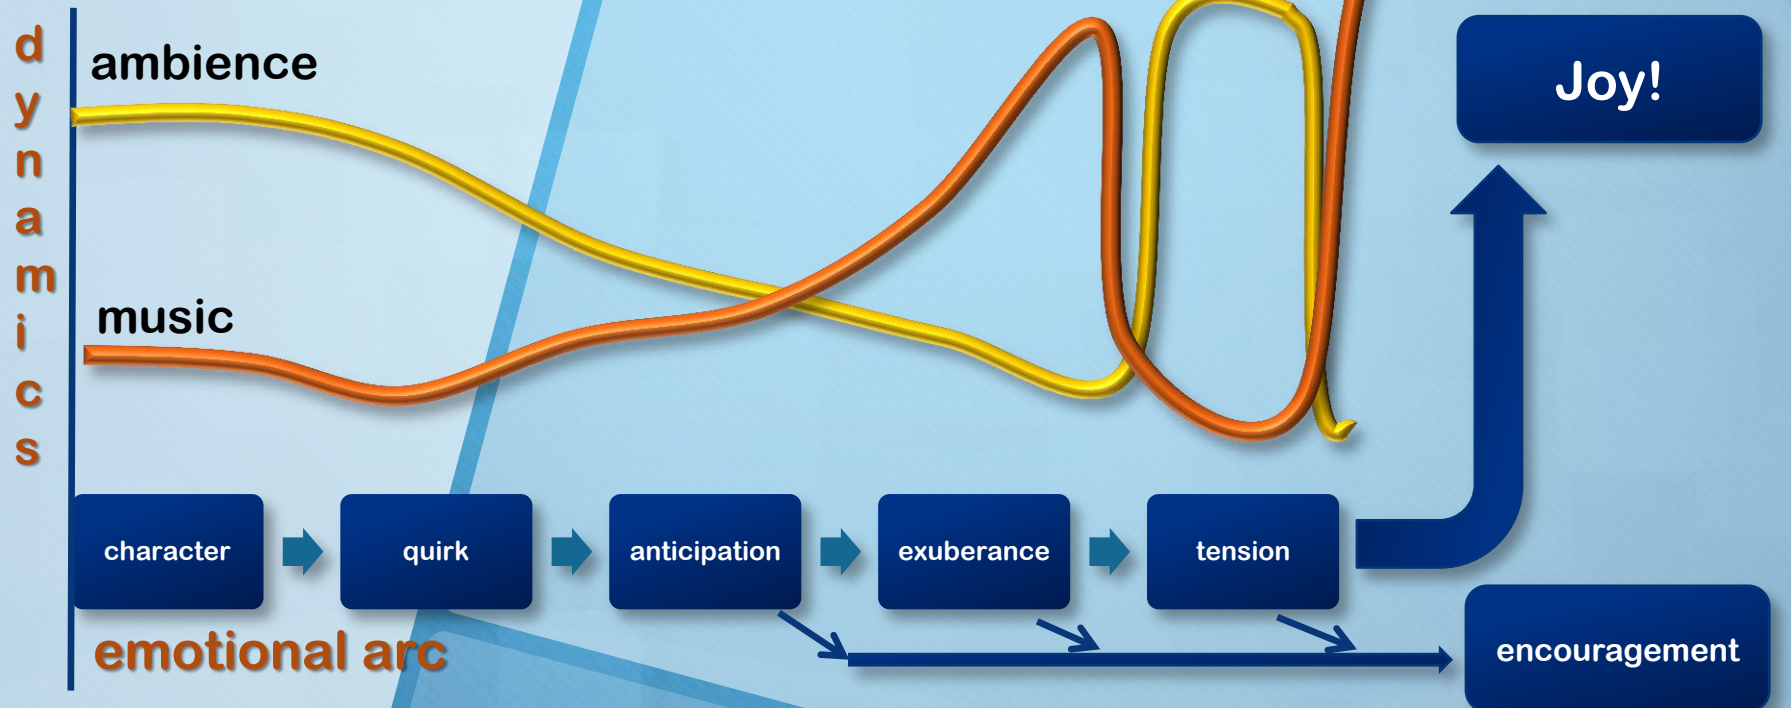 dynamics
ambience
music
Joy!
character
quirk
anticipation
exuberance
tension
emotional arc
encouragement